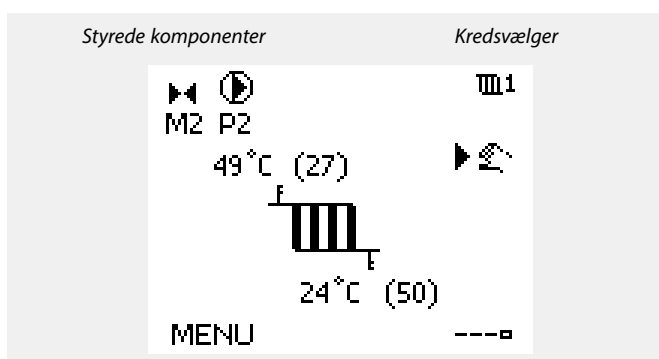 Styrede komponenter Kredsvælger
1
M2 P2
49°C (27)
24°C (50)
MENU